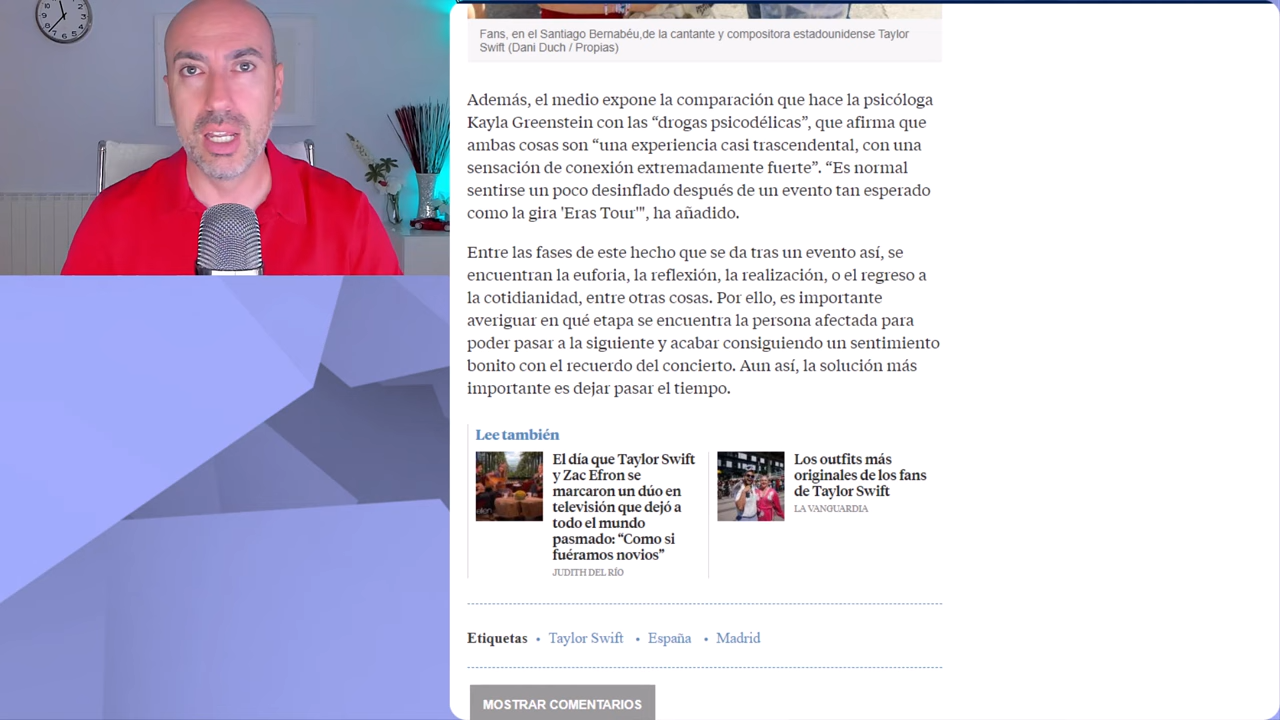 Fans, en el Santiago Bernabéu,de la cantante y compositora estadounidense Taylor
Swift (Dani Duch / Propias)
Además, el medio expone la comparación que hace la psicóloga
Kayla Greenstein con las “drogas psicodélicas”, que afirma que
ambas cosas son “una experiencia casi trascendental, con una
sensación de conexión extremadamente fuerte”. “Es normal
sentirse un poco desinflado después de un evento tan esperado
como la gira 'Eras Tour'", ha añadido.
Entre las fases de este hecho que se da tras un evento así, se
encuentran la euforia, la reflexión, la realización, o el regreso a
la cotidianidad, entre otras cosas. Por ello, es importante
averiguar en qué etapa se encuentra la persona afectada para
poder pasar a la siguiente y acabar consiguiendo un sentimiento
bonito con el recuerdo del concierto. Aun así, la solución más
importante es dejar pasar el tiempo.
Lee también
El día que Taylor Swift
y Zac Efron se
marcaron un dúo en
televisión que dejó a
todo el mundo
pasmado: “Como si
fuéramos novios”
JUDITH DEL RÍO
Los outfits más
originales de los fans
de Taylor Swift
LA VANGUARDIA
Etiquetas • Taylor Swift • España • Madrid
MOSTRAR COMENTARIOS